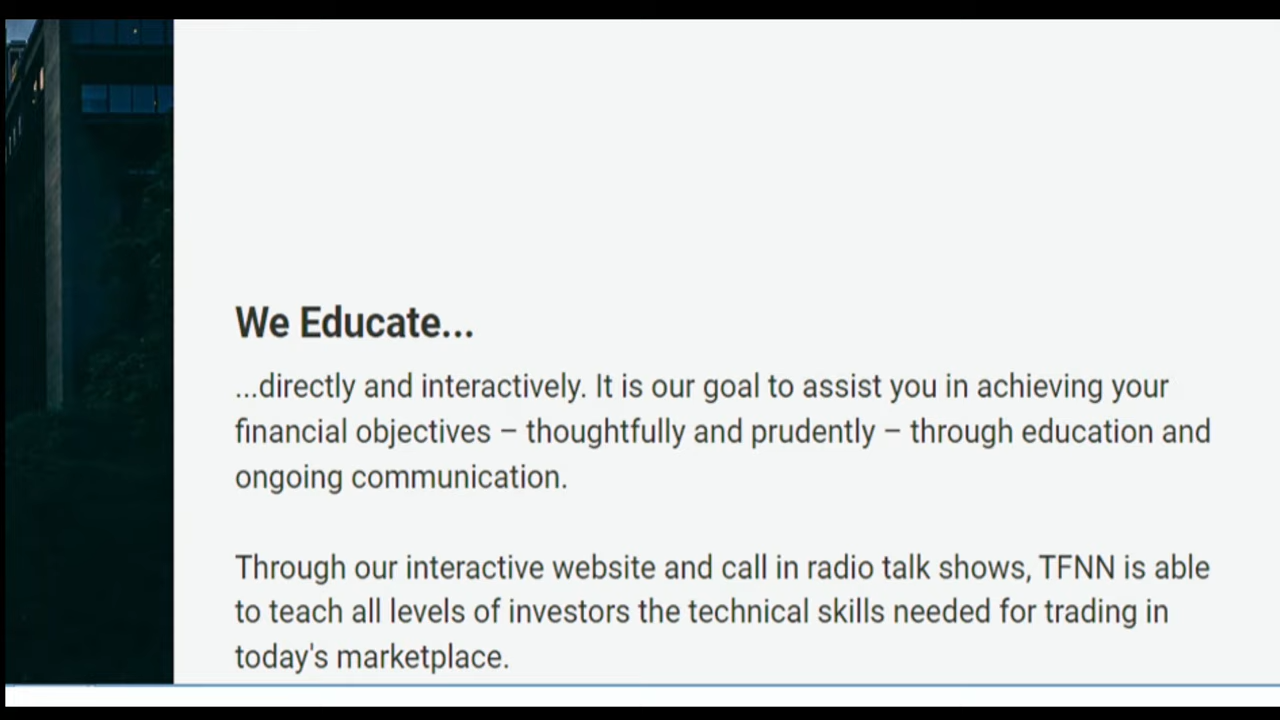 We Educate...
...directly and interactively. It is our goal to assist you in achieving your
financial objectives – thoughtfully and prudently – through education and
ongoing communication.
Through our interactive website and call in radio talk shows, TFNN is able
to teach all levels of investors the technical skills needed for trading in
today's marketplace.